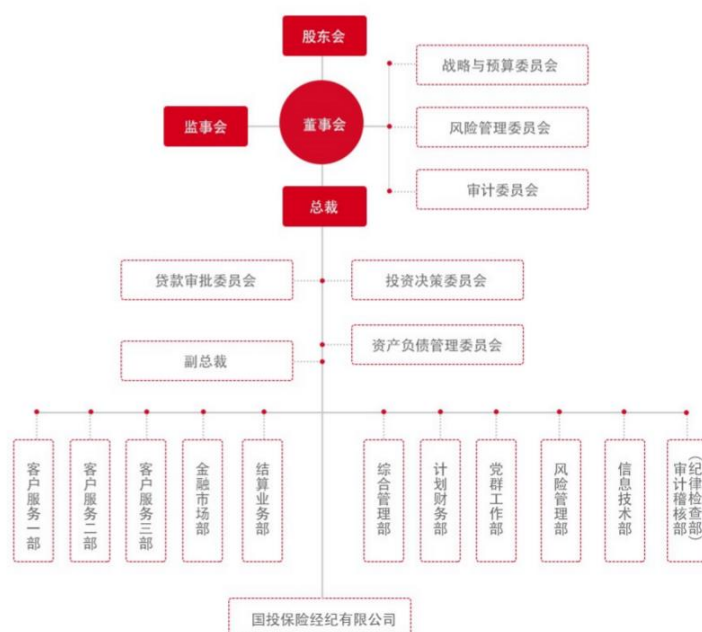 股东会
战略与预算委员会
监事会
董事会
风险管理委员会
审计委员会
总裁
贷款审批委员会
投资决策委员会
资产负债管理委员会
副总裁
客户服务一部
客户服务二部
客户服务三部
金融市场部
结算业务部
综合管理部
计划财务部
党群工作部
风险管理部
信息技术部
审计稽核部
（纪律检查部）
国投保险经纪有限公司